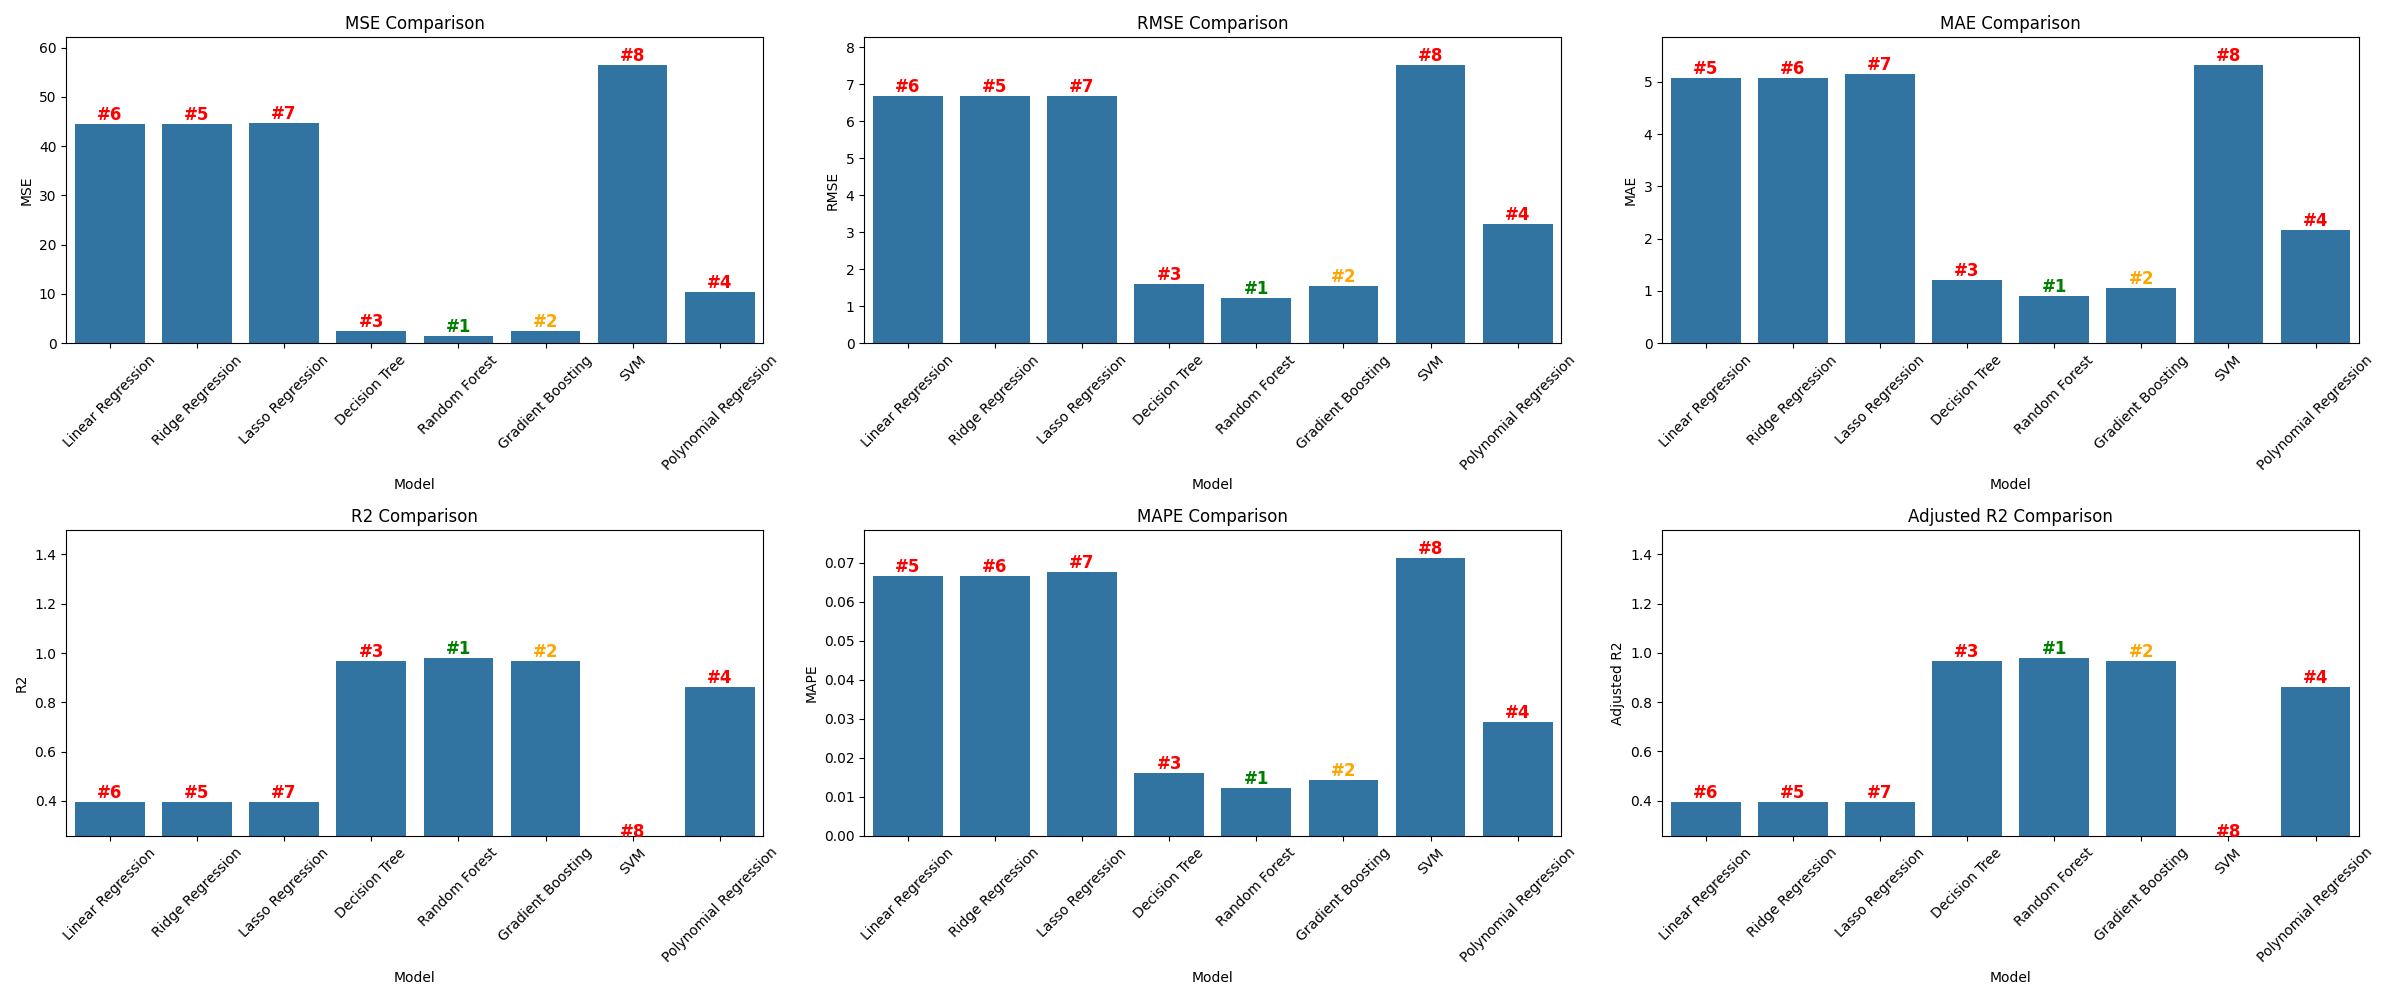 MSE Comparison
MSE
60
50
40
30
20
10
0
#6
#5
#7
#3
#1
#2
#8
#4
Linear Regression
Ridge Regression
Lasso Regression
Decision Tree
Random Forest
Gradient Boosting
SVM
Polynomial Regression
Model
RMSE Comparison
RMSE
8
7
6
5
4
3
2
1
0
#6
#5
#7
#3
#1
#2
#8
#4
Linear Regression
Ridge Regression
Lasso Regression
Decision Tree
Random Forest
Gradient Boosting
SVM
Polynomial Regression
Model
MAE Comparison
MAE
5
4
3
2
1
0
#5
#6
#7
#3
#1
#2
#8
#4
Linear Regression
Ridge Regression
Lasso Regression
Decision Tree
Random Forest
Gradient Boosting
SVM
Polynomial Regression
Model
R2 Comparison
R2
1.4
1.2
1.0
0.8
0.6
0.4
#6
#5
#7
#3
#1
#2
#8
#4
Linear Regression
Ridge Regression
Lasso Regression
Decision Tree
Random Forest
Gradient Boosting
SVM
Polynomial Regression
Model
MAPE Comparison
MAPE
0.07
0.06
0.05
0.04
0.03
0.02
0.01
0.00
#5
#6
#7
#3
#1
#2
#8
#4
Linear Regression
Ridge Regression
Lasso Regression
Decision Tree
Random Forest
Gradient Boosting
SVM
Polynomial Regression
Model
Adjusted R2 Comparison
Adjusted R2
1.4
1.2
1.0
0.8
0.6
0.4
#6
#5
#7
#3
#1
#2
#8
#4
Linear Regression
Ridge Regression
Lasso Regression
Decision Tree
Random Forest
Gradient Boosting
SVM
Polynomial Regression
Model